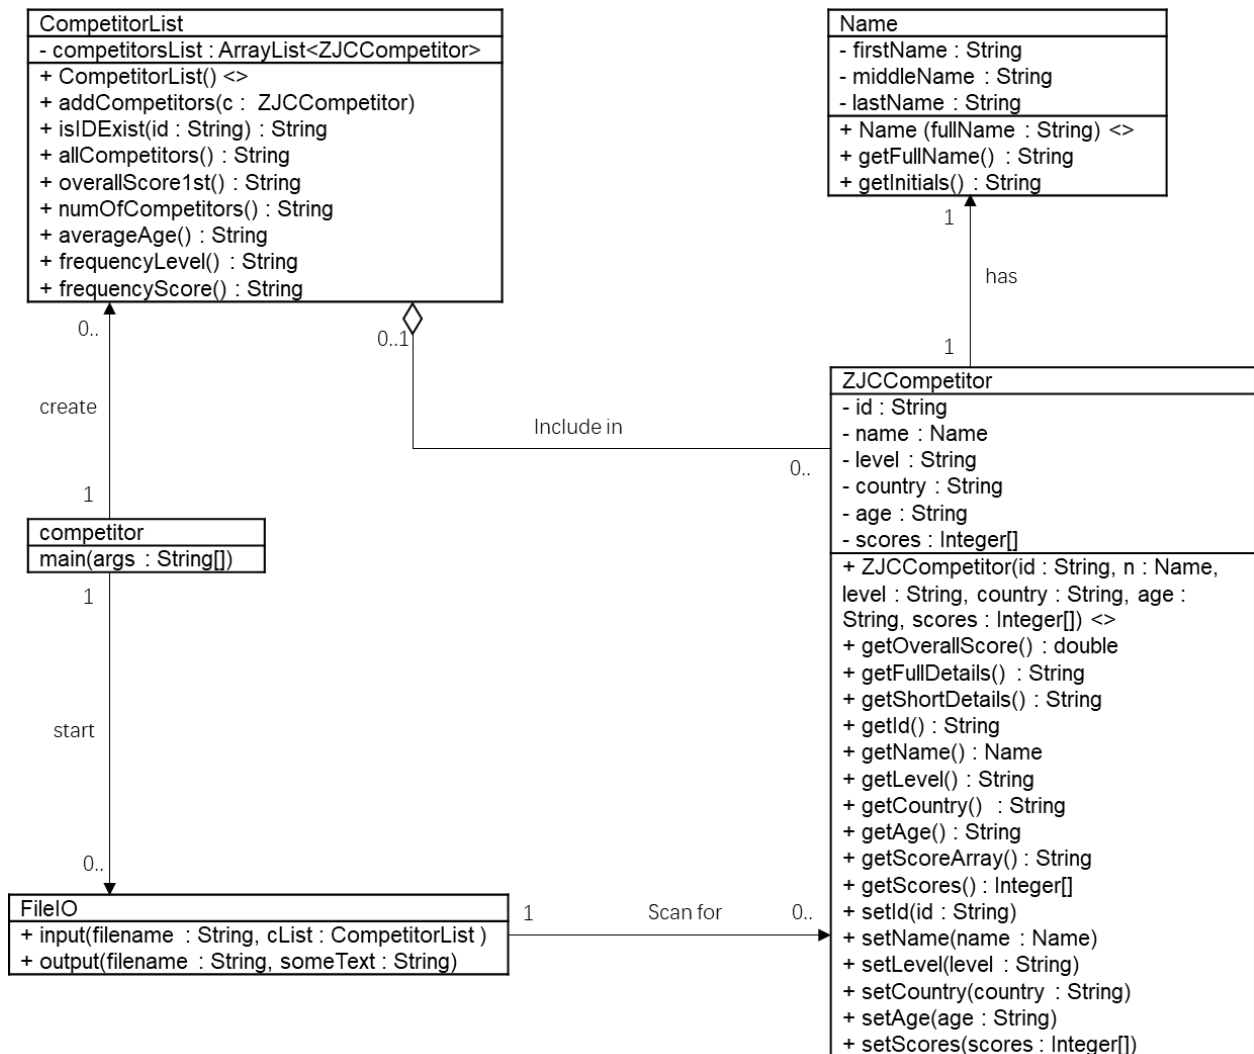 CompetitorList
- competitorsList : ArrayList<ZJCCompetitor>
+ CompetitorList() <>
+ addCompetitors(c : ZJCCompetitor)
+ isIDExist(id : String) : String
+ allCompetitors() : String
+ overallScore1st() : String
+ numOfCompetitors() : String
+ averageAge() : String
+ frequencyLevel() : String
+ frequencyScore() : String
Name
- firstName : String
- middleName : String
- lastName : String
+ Name (fullName : String) <>
+ getFullName() : String
+ getInitials() : String
1
has
1
0..
0..1
create
Include in
0..
1
competitor
main(args : String[])
1
start
0..
FileIO
+ input(filename : String, cList : CompetitorList )
+ output(filename : String, someText : String)
1
Scan for
0..
ZJCCompetitor
- id : String
- name : Name
- level : String
- country : String
- age : String
- scores : Integer[]
+ ZJCCompetitor(id : String, n : Name,
level : String, country : String, age :
String, scores : Integer[]) <>
+ getOverallScore() : double
+ getFullDetails() : String
+ getShortDetails() : String
+ getId() : String
+ getName() : Name
+ getLevel() : String
+ getCountry() : String
+ getAge() : String
+ getScoreArray() : String
+ getScores() : Integer[]
+ setId(id : String)
+ setName(name : Name)
+ setLevel(level : String)
+ setCountry(country : String)
+ setAge(age : String)
+ setScores(scores : Integer[])